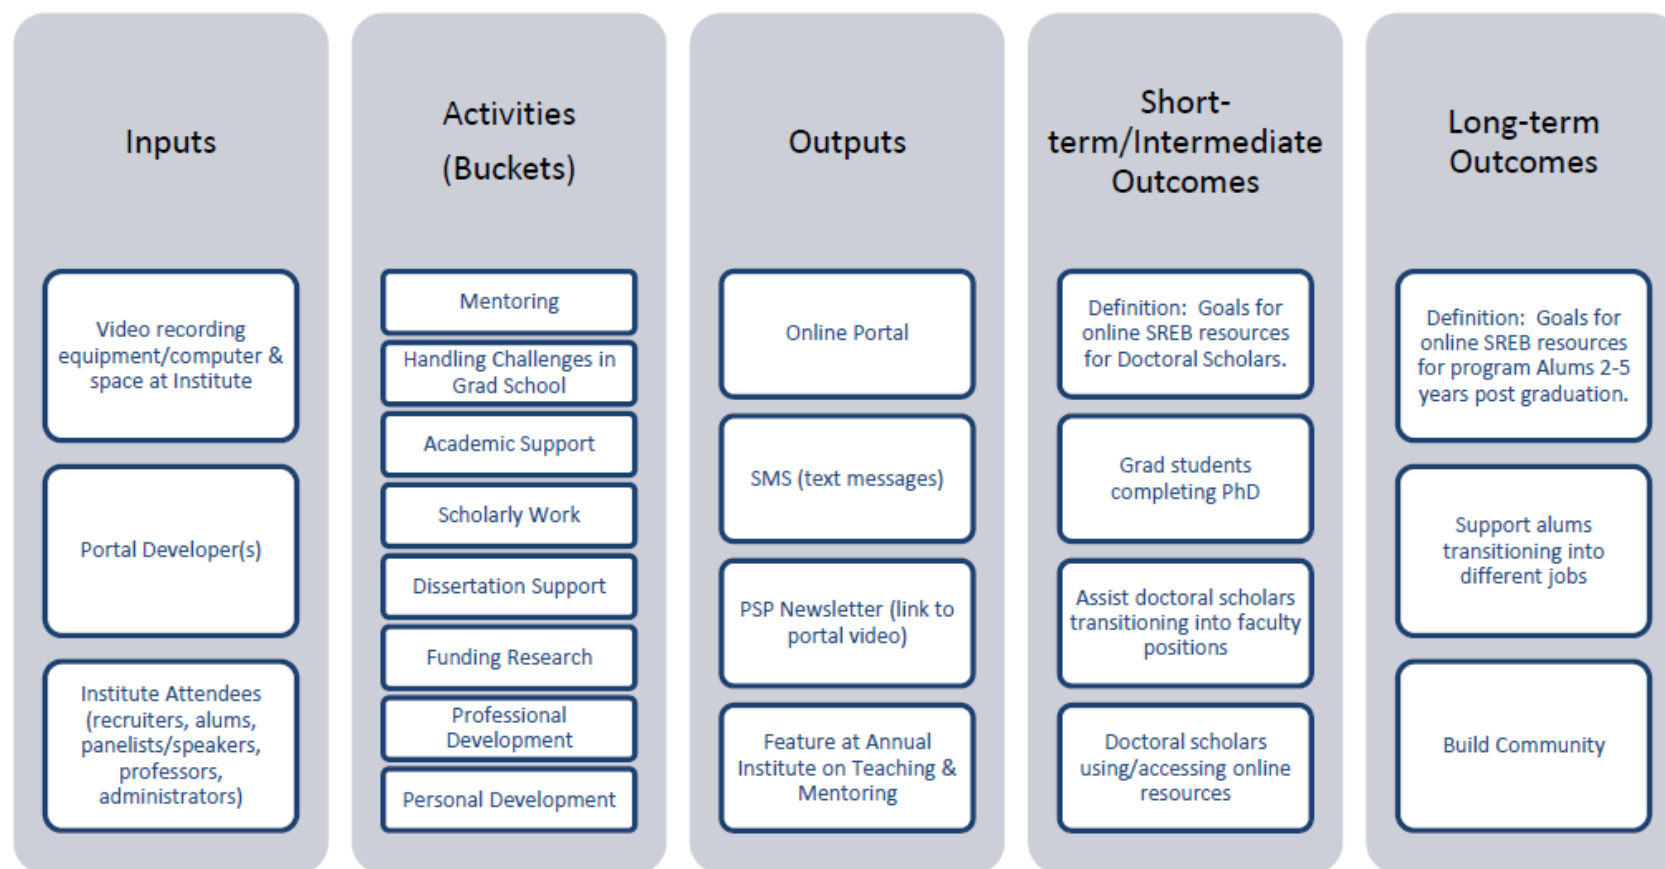 Inputs
Video recording
equipment/computer &
space at Institute
Portal Developer(s)
Institute Attendees
(recruiters, alums,
panelists/speakers,
professors,
administrators)
Activities
(Buckets)
Mentoring
Handling Challenges in
Grad School
Academic Support
Scholarly Work
Dissertation Support
Funding Research
Professional
Development
Personal Development
Outputs
Online Portal
SMS (text messages)
PSP Newsletter (link to
portal video)
Feature at Annual
Institute on Teaching &
Mentoring
Short-
term/Intermediate
Outcomes
Definition:  Goals for
online SREB resources
for Doctoral Scholars.
Grad students
completing PhD
Assist doctoral scholars
transitioning into faculty
positions
Doctoral scholars
using/accessing online
resources
Long-term
Outcomes
Definition:  Goals for
online SREB resources
for program Alums 2-5
years post graduation.
Support alums
transitioning into
different jobs
Build Community